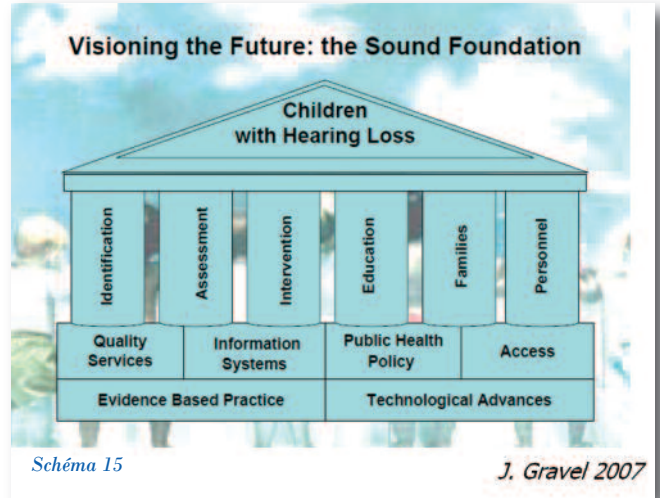 Visioning the Future: the Sound Foundation
Children
with Hearing Loss
Identification
Assessment
Intervention
Education
Families
Personnel
Quality
Services
Information
Systems
Public Health
Policy
Access
Evidence Based Practice
Technological Advances
Schéma 15
J. Gravel 2007